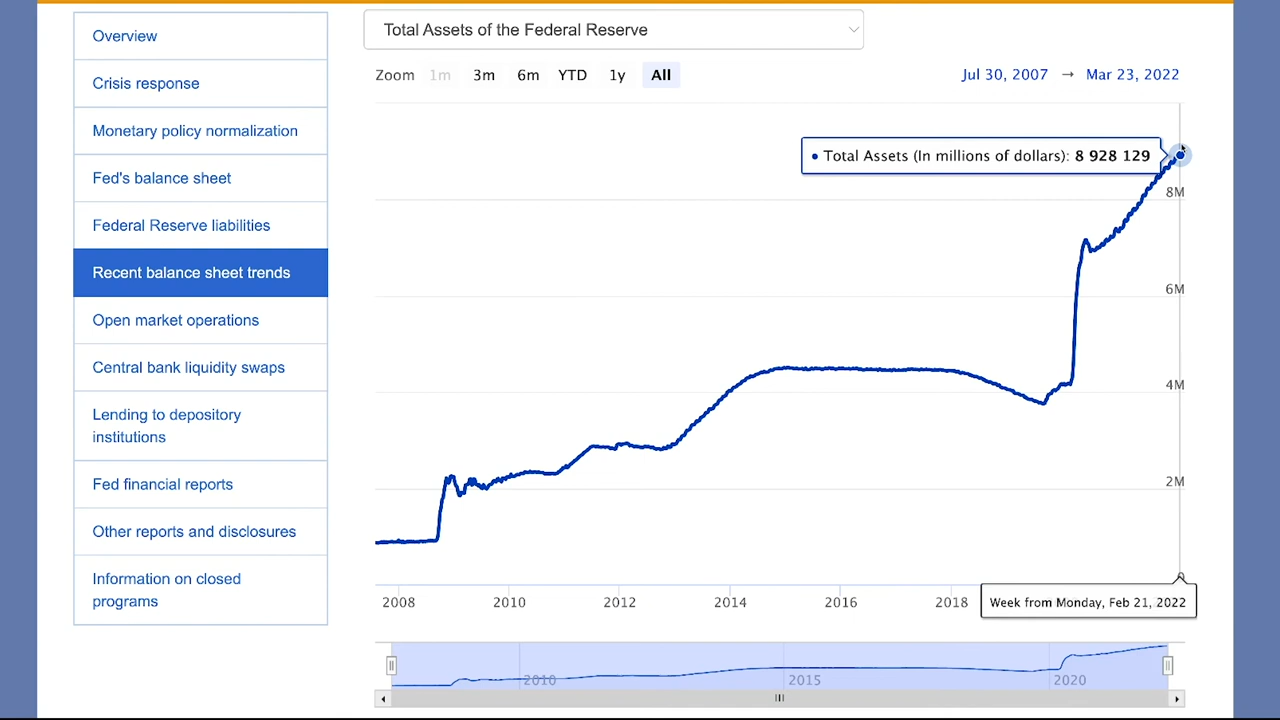 Overview
Crisis response
Monetary policy normalization
Fed's balance sheet
Federal Reserve liabilities
Recent balance sheet trends
Open market operations
Central bank liquidity swaps
Lending to depository
institutions
Fed financial reports
Other reports and disclosures
Information on closed
programs
Total Assets of the Federal Reserve
Zoom 1m 3m 6m YTD 1y All
Jul 30, 2007 → Mar 23, 2022
Total Assets (In millions of dollars): 8 928 129
8M
6M
4M
2M
0
2008 2010 2012 2014 2016 2018
Week from Monday, Feb 21, 2022
2010 2015 2020